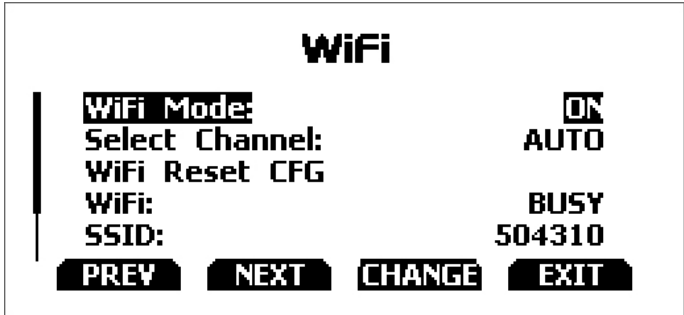 WiFi
WiFi Mode: ON
Select Channel: AUTO
WiFi Reset CFG
WiFi: BUSY
SSID: 504310
PREV NEXT CHANGE EXIT